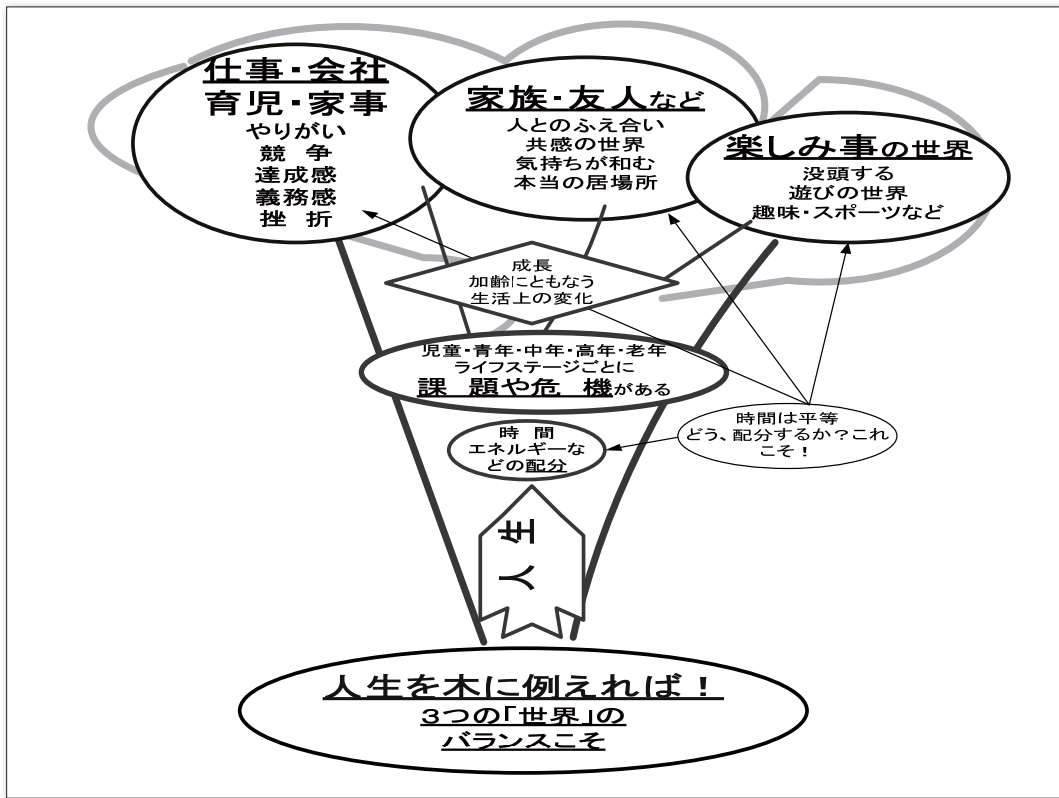 仕事・会社
育児・家事
やりがい
競 争
達成感
義務感
挫 折
家族・友人など
人とのふえ合い
共感の世界
気持ちが和む
本当の居場所
楽しみ事の世界
没頭する
遊びの世界
趣味・スポーツなど
成長
加齢にともなう
生活上の変化
児童・青年・中年・高年・老年
ライフステージごとに
課 題や危 機がある
時間は平等
どう、配分するか？これ
こそ！
時 間
エネルギーな
どの配分
人生
人生を木に例えれば！
３つの「世界」の
バランスこそ